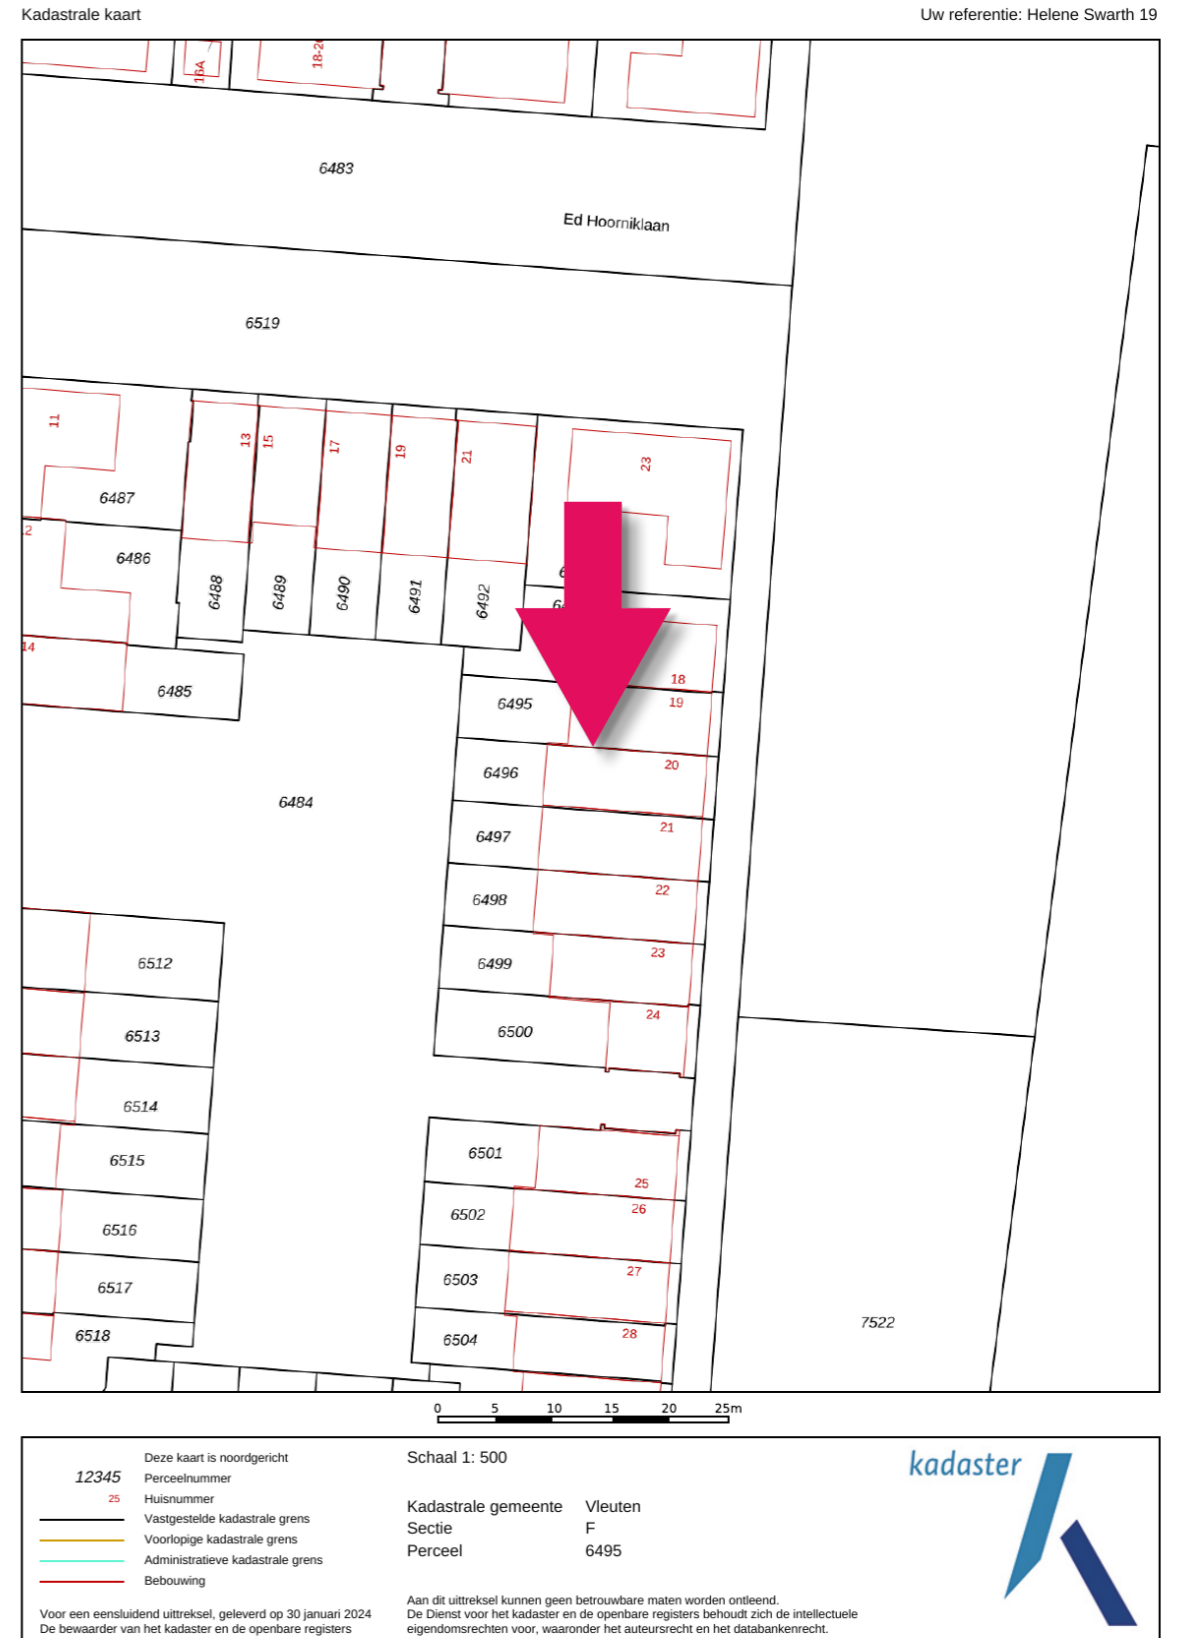 Kadastrale kaart
Uw referentie: Helene Swarth 19
16A
18-2
6483
Ed Hoorniklaan
6519
11
13
15
17
19
21
23
6487
6486
6488
6489
6490
6491
6492
14
6485
18
6495
19
6496
20
6484
6497
21
6498
22
6499
23
6500
24
6512
6513
6514
6515
6516
6517
6518
6501
25
6502
26
6503
27
6504
28
7522
0 5 10 15 20 25m
Deze kaart is noordgericht
12345 Perceelnummer
25 Huisnummer
Vastgestelde kadastrale grens
Voorlopige kadastrale grens
Administratieve kadastrale grens
Bebouwing
Voor een eensluidend uittreksel, geleverd op 30 januari 2024
De bewaarder van het kadaster en de openbare registers
Schaal 1: 500
Kadastrale gemeente Vleuten
Sectie F
Perceel 6495
Aan dit uittreksel kunnen geen betrouwbare maten worden ontleend.
De Dienst voor het kadaster en de openbare registers behoudt zich de intellectuele
eigendomsrechten voor, waaronder het auteursrecht en het databankenrecht.
kadaster